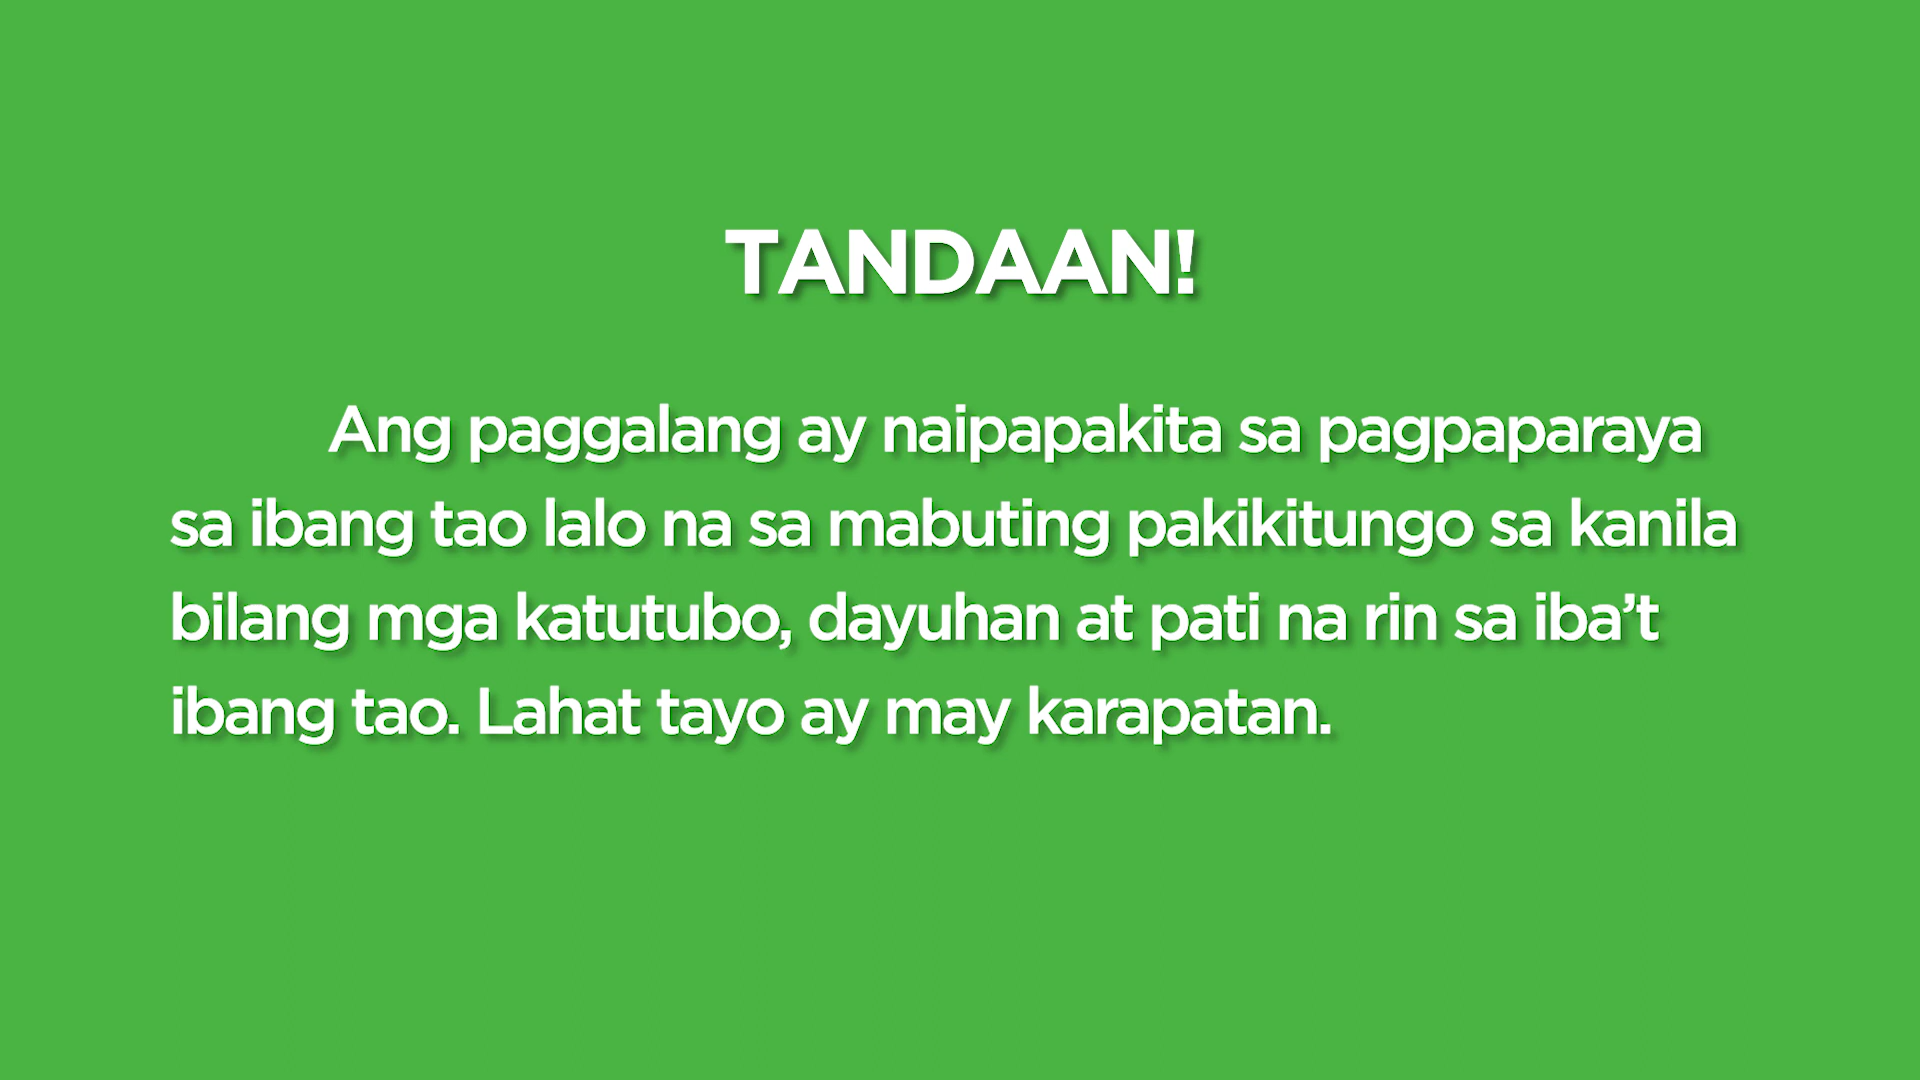 TANDAAN!
Ang paggalang ay naipapakita sa pagpaparaya
sa ibang tao lalo na sa mabuting pakikitungo sa kanila
bilang mga katutubo, dayuhan at pati na rin sa iba’t
ibang tao. Lahat tayo ay may karapatan.